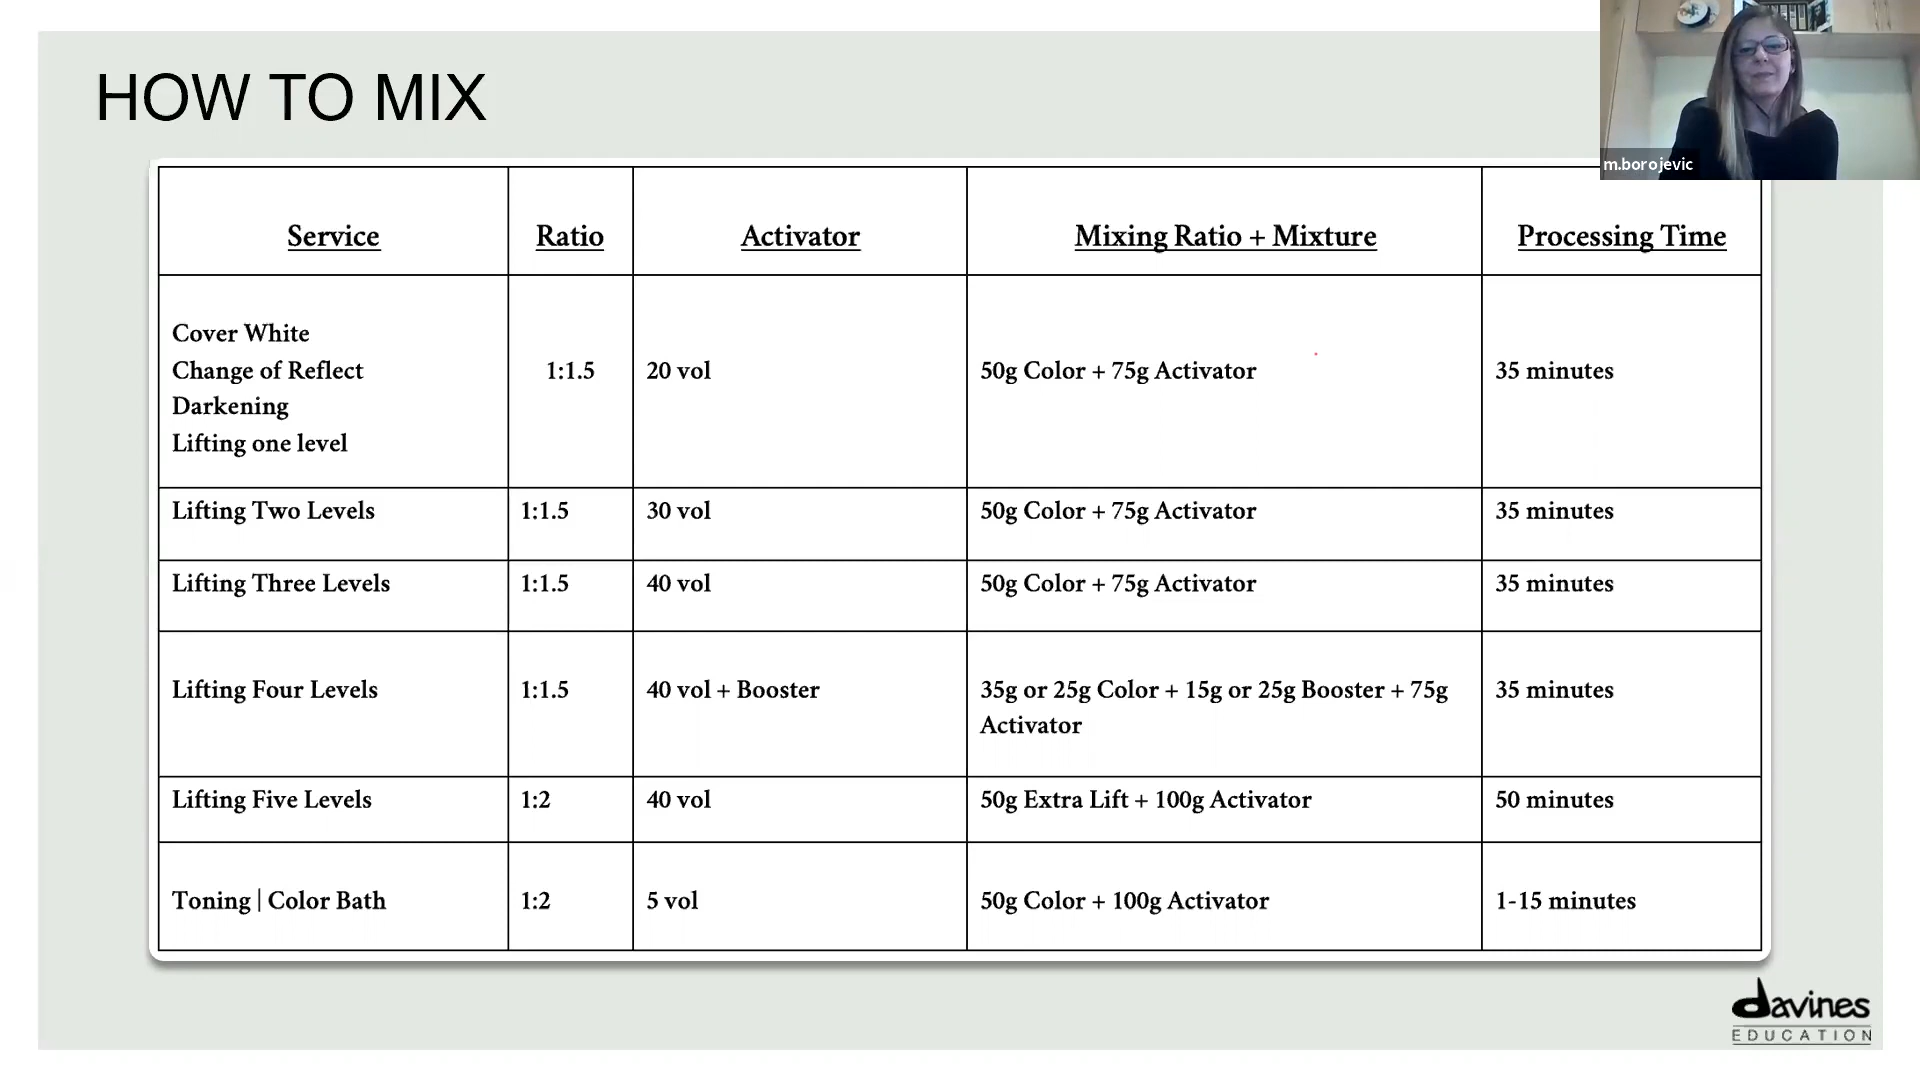 HOW TO MIX
m.borojevic
Service Ratio Activator Mixing Ratio + Mixture Processing Time
Cover White
Change of Reflect 1:1.5 20 vol 50g Color + 75g Activator 35 minutes
Darkening
Lifting one level
Lifting Two Levels 1:1.5 30 vol 50g Color + 75g Activator 35 minutes
Lifting Three Levels 1:1.5 40 vol 50g Color + 75g Activator 35 minutes
Lifting Four Levels 1:1.5 40 vol + Booster 35g or 25g Color + 15g or 25g Booster + 75g 35 minutes
Activator
Lifting Five Levels 1:2 40 vol 50g Extra Lift + 100g Activator 50 minutes
Toning | Color Bath 1:2 5 vol 50g Color + 100g Activator 1-15 minutes
davines
EDUCATION